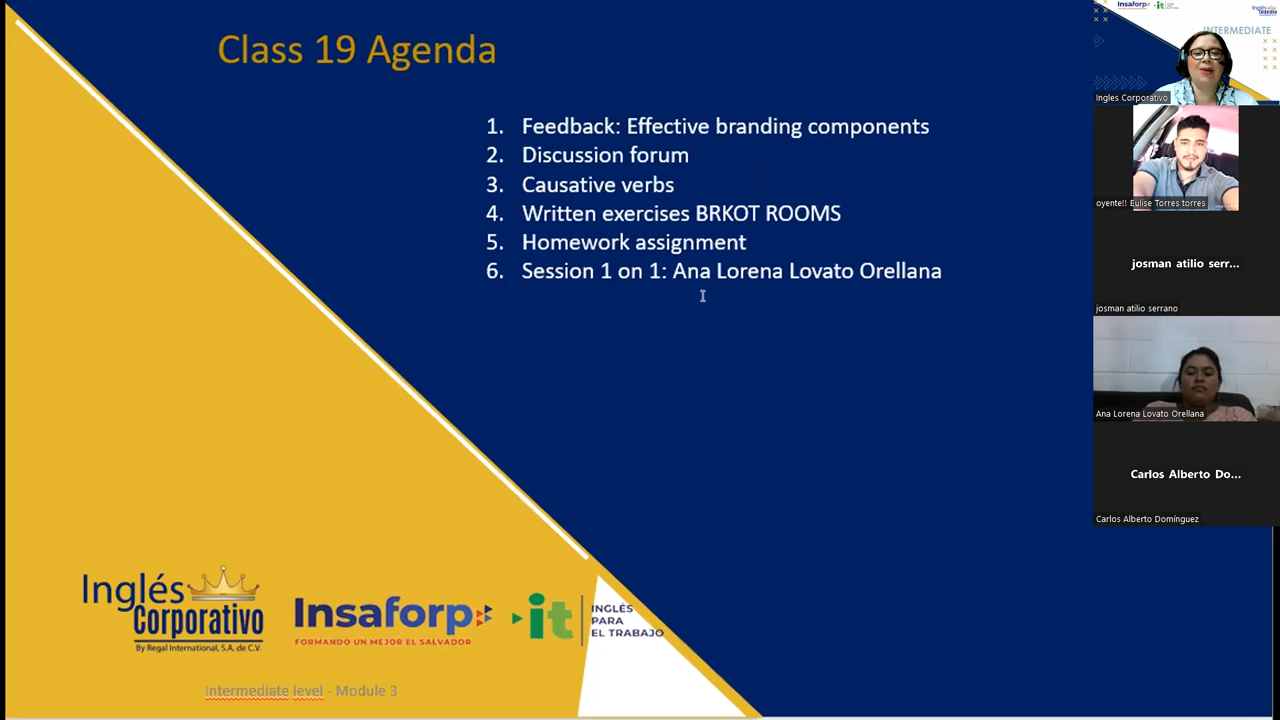 Class 19 Agenda
1. Feedback: Effective branding components
2. Discussion forum
3. Causative verbs
4. Written exercises BRKOT ROOMS
5. Homework assignment
6. Session 1 on 1: Ana Lorena Lovato Orellana
Inglés
Corporativo
By Regal International, S.A. de C.V.
Insaforp
FORMANDO UN MEJOR EL SALVADOR
it
INGLÉS
PARA
EL TRABAJO
Intermediate level - Module 3
Insaforp
it
INTERMEDIATE
Ingles Corporativo
oyente!! Eulise Torres torres
josman atilio serr...
josman atilio serrano
Ana Lorena Lovato Orellana
Carlos Alberto Do...
Carlos Alberto Domínguez